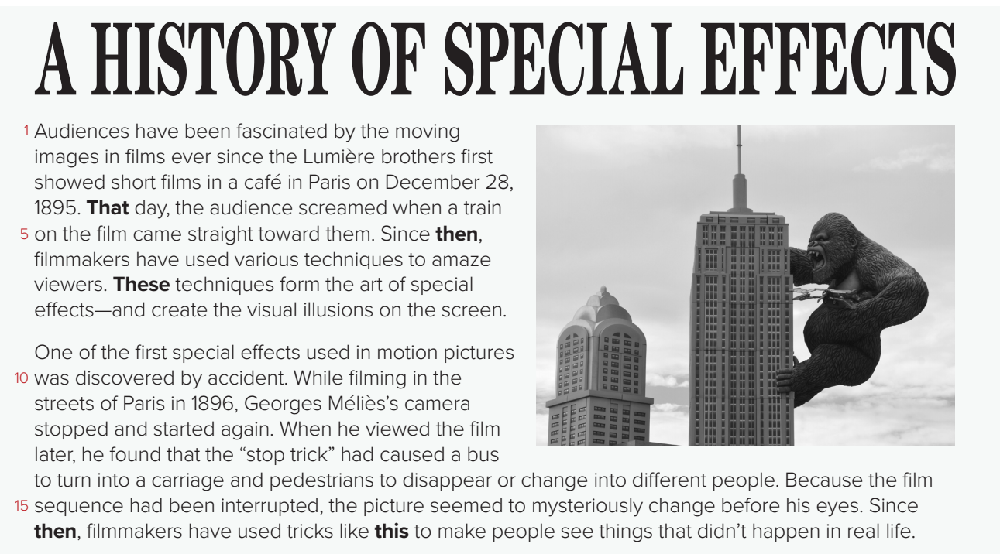 A HISTORY OF SPECIAL EFFECTS
1 Audiences have been fascinated by the moving
images in films ever since the Lumière brothers first
showed short films in a café in Paris on December 28,
1895. That day, the audience screamed when a train
5 on the film came straight toward them. Since then,
filmmakers have used various techniques to amaze
viewers. These techniques form the art of special
effects—and create the visual illusions on the screen.
One of the first special effects used in motion pictures
10 was discovered by accident. While filming in the
streets of Paris in 1896, Georges Méliès’s camera
stopped and started again. When he viewed the film
later, he found that the “stop trick” had caused a bus
to turn into a carriage and pedestrians to disappear or change into different people. Because the film
15 sequence had been interrupted, the picture seemed to mysteriously change before his eyes. Since
then, filmmakers have used tricks like this to make people see things that didn’t happen in real life.